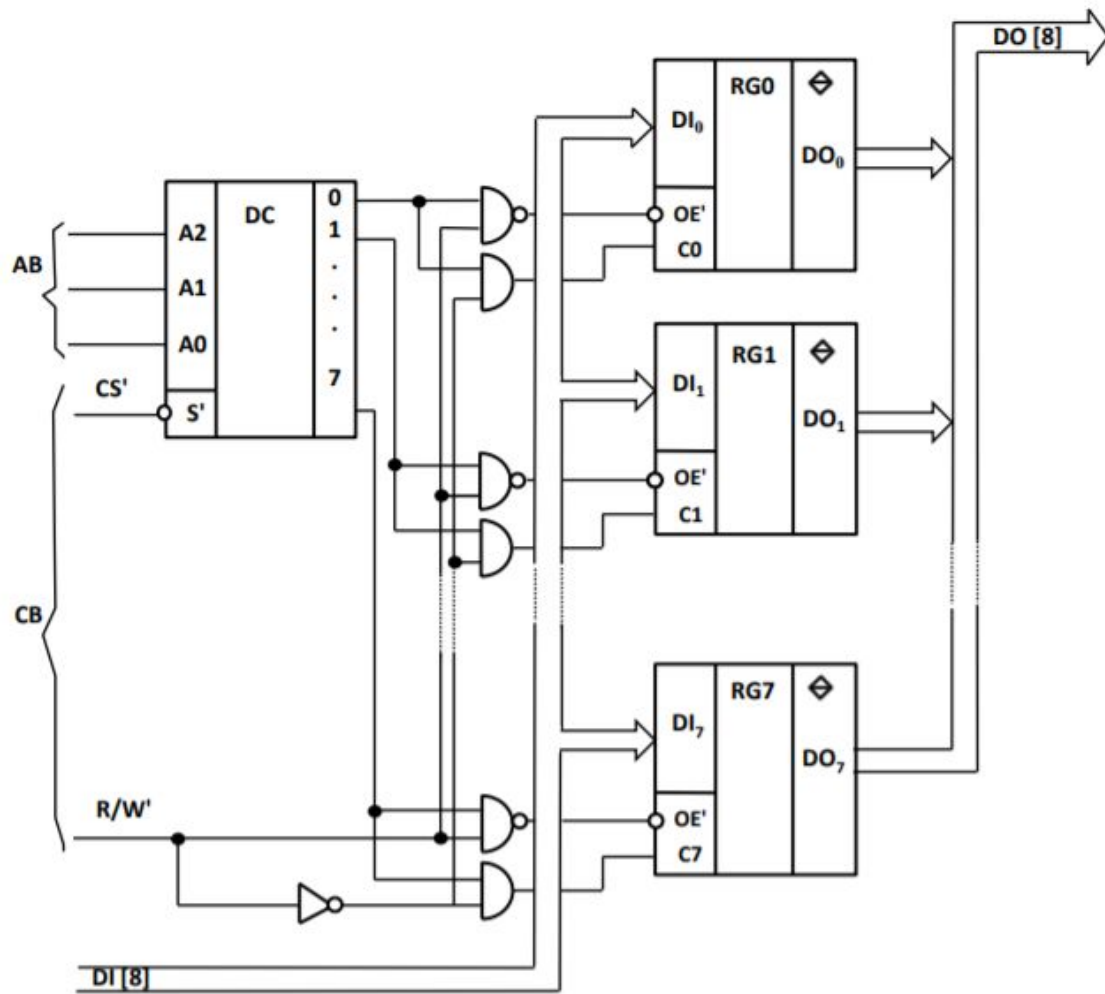 DO [8]
RG0
DI₀
DO₀
OE'
C0
DC
0
1
.
.
.
7
A2
A1
A0
AB
CS'
S'
RG1
DI₁
DO₁
OE'
C1
CB
RG7
DI₇
DO₇
OE'
C7
R/W'
DI [8]